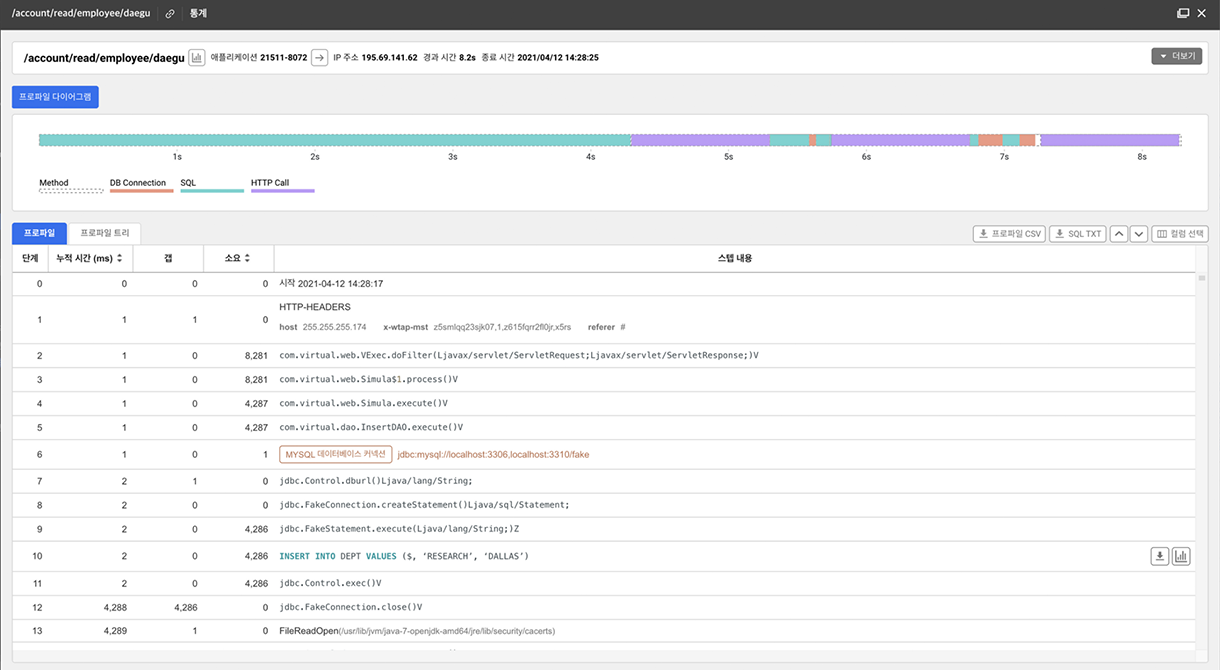 /account/read/employee/daegu 통계
/account/read/employee/daegu 애플리케이션 21511-8072 IP 주소 195.69.141.62 경과 시간 8.2s 종료 시간 2021/04/12 14:28:25 더보기
프로파일 다이어그램
1s 2s 3s 4s 5s 6s 7s 8s
Method DB Connection SQL HTTP Call
프로파일 프로파일 트리 프로파일 CSV SQL TXT 컬럼 선택
단계 누적 시간 (ms) 갭 소요 스텝 내용
0 0 0 0 시작 2021-04-12 14:28:17
HTTP-HEADERS
1 1 1 0
host 255.255.255.174 x-wtap-mst z5smlqq23sjk07,1,z615fqrr2fl0jr,x5rs referer #
2 1 0 8,281 com.virtual.web.VExec.doFilter(Ljavax/servlet/ServletRequest;Ljavax/servlet/ServletResponse;)V
3 1 0 8,281 com.virtual.web.Simula$1.process()V
4 1 0 4,287 com.virtual.web.Simula.execute()V
5 1 0 4,287 com.virtual.dao.InsertDAO.execute()V
6 1 0 1 MYSQL 데이터베이스 커넥션 jdbc:mysql://localhost:3306,localhost:3310/fake
7 2 1 0 jdbc.Control.dburl()Ljava/lang/String;
8 2 0 0 jdbc.FakeConnection.createStatement()Ljava/sql/Statement;
9 2 0 4,286 jdbc.FakeStatement.execute(Ljava/lang/String;)Z
10 2 0 4,286 INSERT INTO DEPT VALUES ($, ‘RESEARCH’, ‘DALLAS’)
11 2 0 4,286 jdbc.Control.exec()V
12 4,288 4,286 0 jdbc.FakeConnection.close()V
13 4,289 1 0 FileReadOpen(/usr/lib/jvm/java-7-openjdk-amd64/jre/lib/security/cacerts)